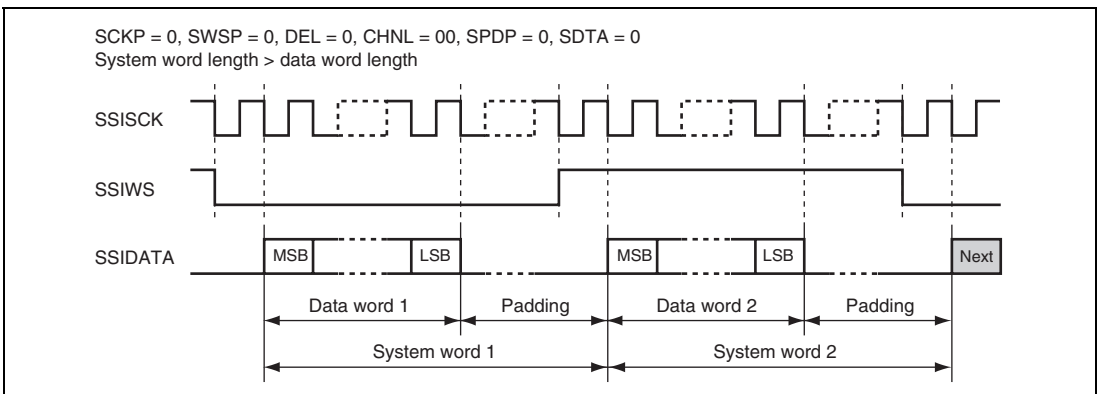 SCKP = 0, SWSP = 0, DEL = 0, CHNL = 00, SPDP = 0, SDTA = 0
System word length > data word length
SSISCK
SSIWS
SSIDATA
MSB
LSB
MSB
LSB
Next
Data word 1
Padding
Data word 2
Padding
System word 1
System word 2